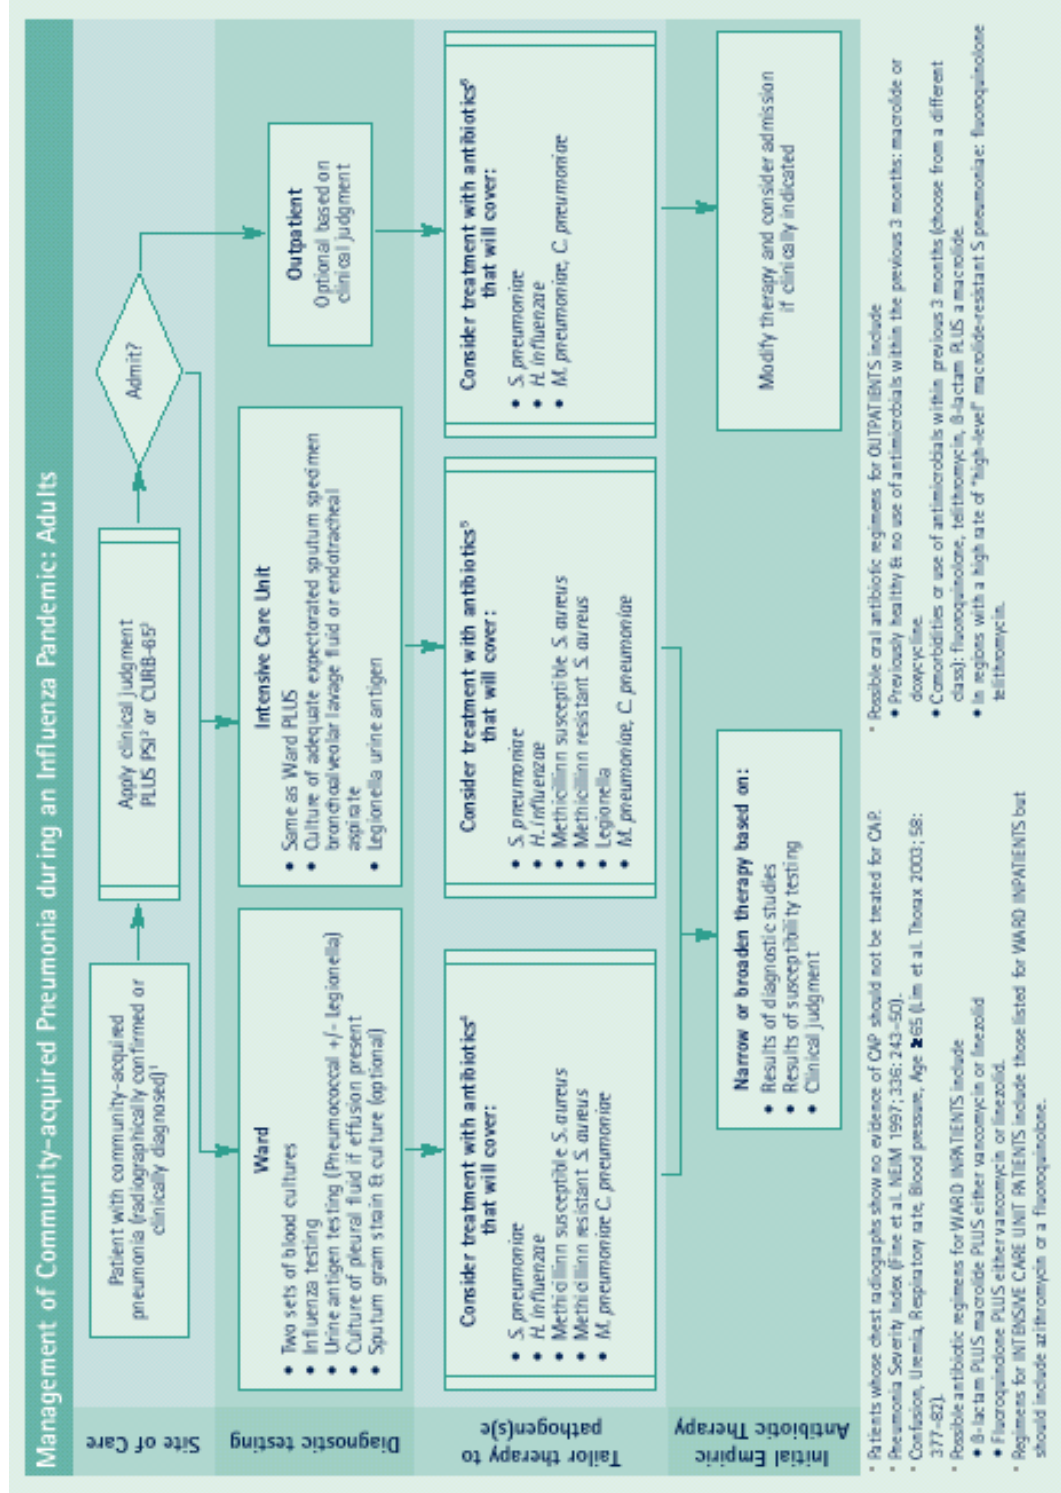 Management of Community-acquired Pneumonia during an Influenza Pandemic: Adults
Site of Care
Patient with community-acquired
pneumonia (radiographically confirmed or
clinically diagnosed)¹
Apply clinical judgment
PLUS PSI² or CURB-65³
Admit?
Diagnostic testing
Ward
• Two sets of blood cultures
• Influenza testing
• Urine antigen testing (Pneumococcal +/- Legionella)
• Culture of pleural fluid if effusion present
• Sputum gram strain & culture (optional)
Intensive Care Unit
• Same as Ward PLUS
• Culture of adequate expectorated sputum specimen
bronchoalveolar lavage fluid or endotracheal
aspirate
• Legionella urine antigen
Outpatient
Optional based on
clinical judgment
Tailor therapy to
pathogen(s)e
Consider treatment with antibiotics⁴
that will cover:
• S. pneumoniae
• H. Influenzae
• Methicillinn susceptible S. aureus
• Methicillinn resistant S. aureus
• M. pneumoniae C. pneumoniae
Consider treatment with antibiotics⁵
that will cover:
• S. pneumoniae
• H. Influenzae
• Methicillinn susceptible S. aureus
• Methicillinn resistant S. aureus
• Legionella
• M. pneumoniae, C. pneumoniae
Consider treatment with antibiotics⁶
that will cover:
• S. pneumoniae
• H. Influenzae
• M. pneumoniae, C. pneumoniae
Initial Empiric
Antibiotic Therapy
Narrow or broaden therapy based on:
• Results of diagnostic studies
• Results of susceptibility testing
• Clinical judgment
Modify therapy and consider admission
if clinically indicated
Patients whose chest radiographs show no evidence of CAP should not be treated for CAP.
Pneumonia Severity Index (Fine et al. NEJM 1997; 336: 243-50).
Confusion, Uremia, Respiratory rate, Blood pressure, Age ≥65 (Lim et al. Thorax 2003; 58:
377-82).
Possible antibiotic regimes for WARD INPATIENTS include
• B-lactam PLUS macrolide PLUS either vancomycin or linezolid
• Fluoroquinolone PLUS either vancomycin or linezolid.
Regimens for INTENSIVE CARE UNIT PATIENTS include those listed for WARD INPATIENTS but
should include azithromycin or a fluoroquinolone.
Possible oral antibiotic regimes for OUTPATIENTS include
• Previously healthy & no use of antimicrobials within the previous 3 months: macrolide or
doxycycline.
• Comorbidities or use of antimicrobials within previous 3 months (choose from a different
class): fluoroquinolone, telithromycin, B-lactam PLUS a macrolide.
• In regions with a high rate of "high-level" macrolide-resistant S pneumoniae: fluoroquinolone
telithromycin.